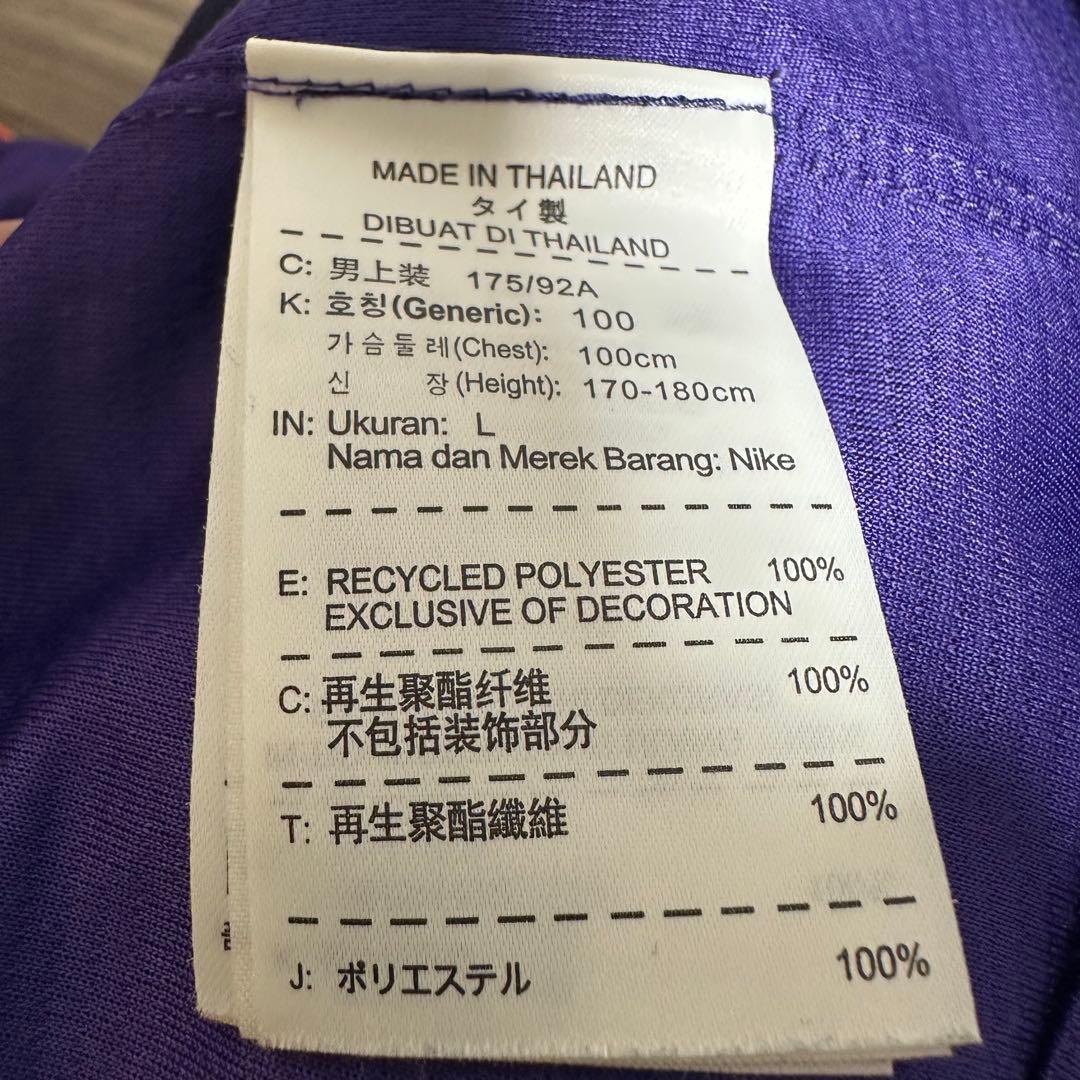 MADE IN THAILAND
タイ製
DIBUAT DI THAILAND
C: 男上装 175/92A
K: 호칭(Generic): 100
가슴둘레(Chest): 100cm
신 장(Height): 170-180cm
IN: Ukuran: L
Nama dan Merek Barang: Nike
E: RECYCLED POLYESTER 100%
EXCLUSIVE OF DECORATION
C: 再生聚酯纤维 100%
不包括装饰部分
T: 再生聚酯纖維 100%
J: ポリエステル 100%